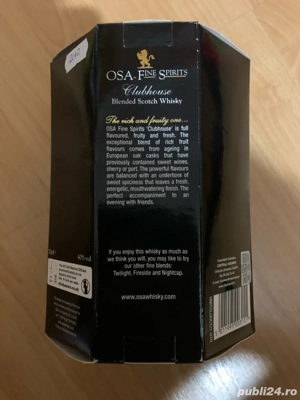 OSA-FINE SPIRITS
Clubhouse
Blended Scotch Whisky
The rich and fruity one...
OSA Fine Spirits 'Clubhouse' is full
flavoured, fruity and fresh. The
exceptional blend of rich fruit
flavours comes from ageing in
European oak casks that have
previously contained sweet wines,
sherry or port. The powerful flavours
are balanced with an undertone of
sweet spiciness that leaves a fresh,
energetic, mouthwatering finish. The
perfect accompaniment to an
evening with friends.
If you enjoy this whisky as much as
we think you will, you may like to try
our other fine blends:
Twilight, Fireside and Nightcap.
www.osawhisky.com
40% vol
publi24.ro